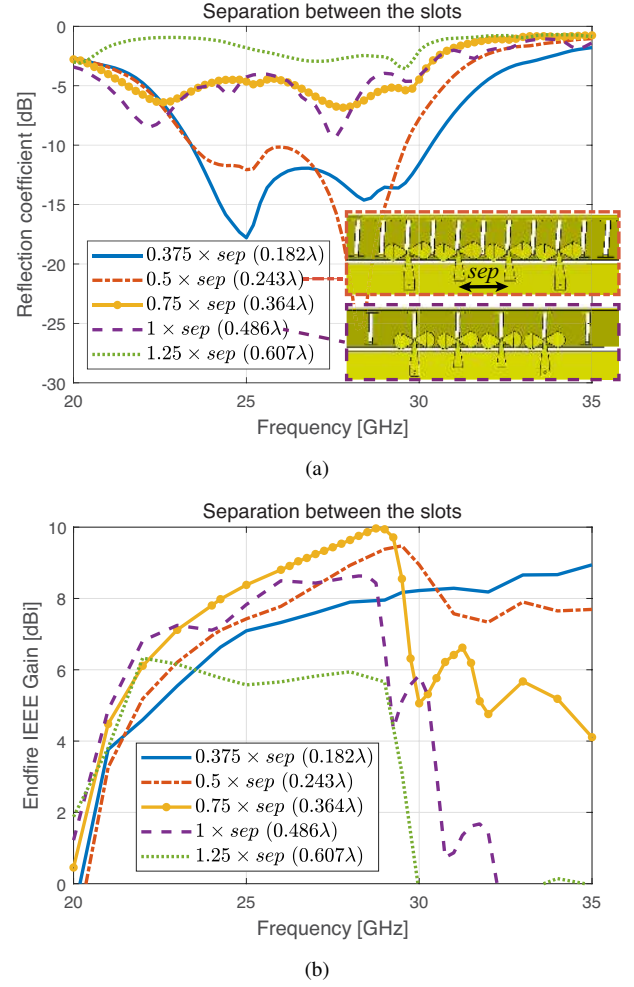 Separation between the slots
0
-5
-10
-15
-20
-25
-30
Reflection coefficient [dB]
0.375 × sep (0.182λ)
0.5 × sep (0.243λ)
0.75 × sep (0.364λ)
1 × sep (0.486λ)
1.25 × sep (0.607λ)
sep
20
25
30
35
Frequency [GHz]
(a)
Separation between the slots
10
8
6
4
2
0
Endfire IEEE Gain [dBi]
0.375 × sep (0.182λ)
0.5 × sep (0.243λ)
0.75 × sep (0.364λ)
1 × sep (0.486λ)
1.25 × sep (0.607λ)
20
25
30
35
Frequency [GHz]
(b)